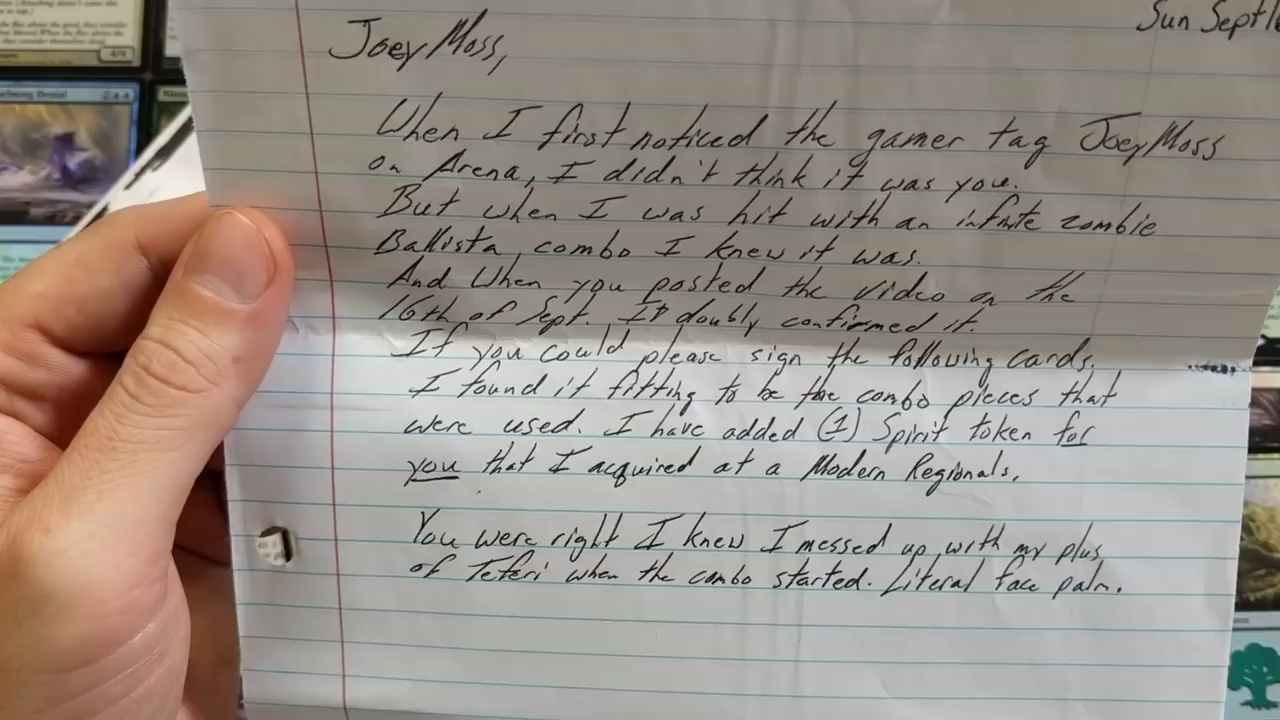 Sun Sept
Joey Moss,
When I first noticed the gamer tag JoeyMoss
on Arena, I didn't think it was you.
But when I was hit with an infinite zombie
Ballista combo I knew it was.
And when you posted the video on the
16th of Sept. It doubly confirmed it.
If you could please sign the following cards.
I found it fitting to be the combo pieces that
were used. I have added (1) Spirit token for
you that I acquired at a Modern Regionals.
You were right I knew I messed up with my plus
of Teferi when the combo started. Literal face palm.